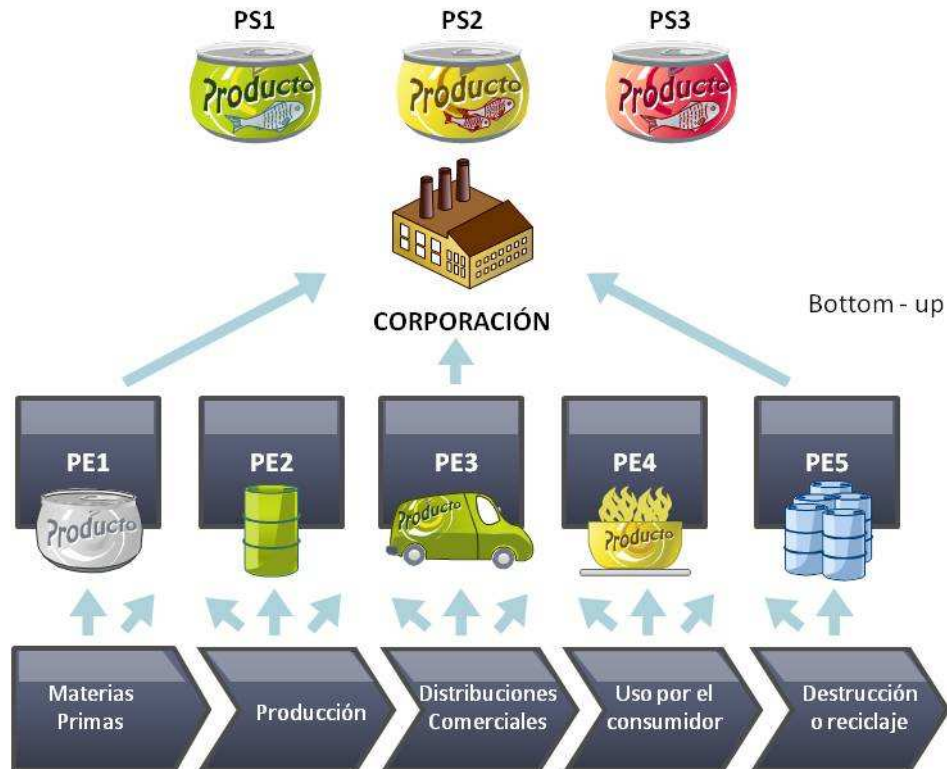 PS1
PS2
PS3
Producto
Producto
Producto
CORPORACIÓN
Bottom - up
PE1
PE2
PE3
PE4
PE5
Producto
Producto
Producto
Materias
Primas
Producción
Distribuciones
Comerciales
Uso por el
consumidor
Destrucción
o reciclaje